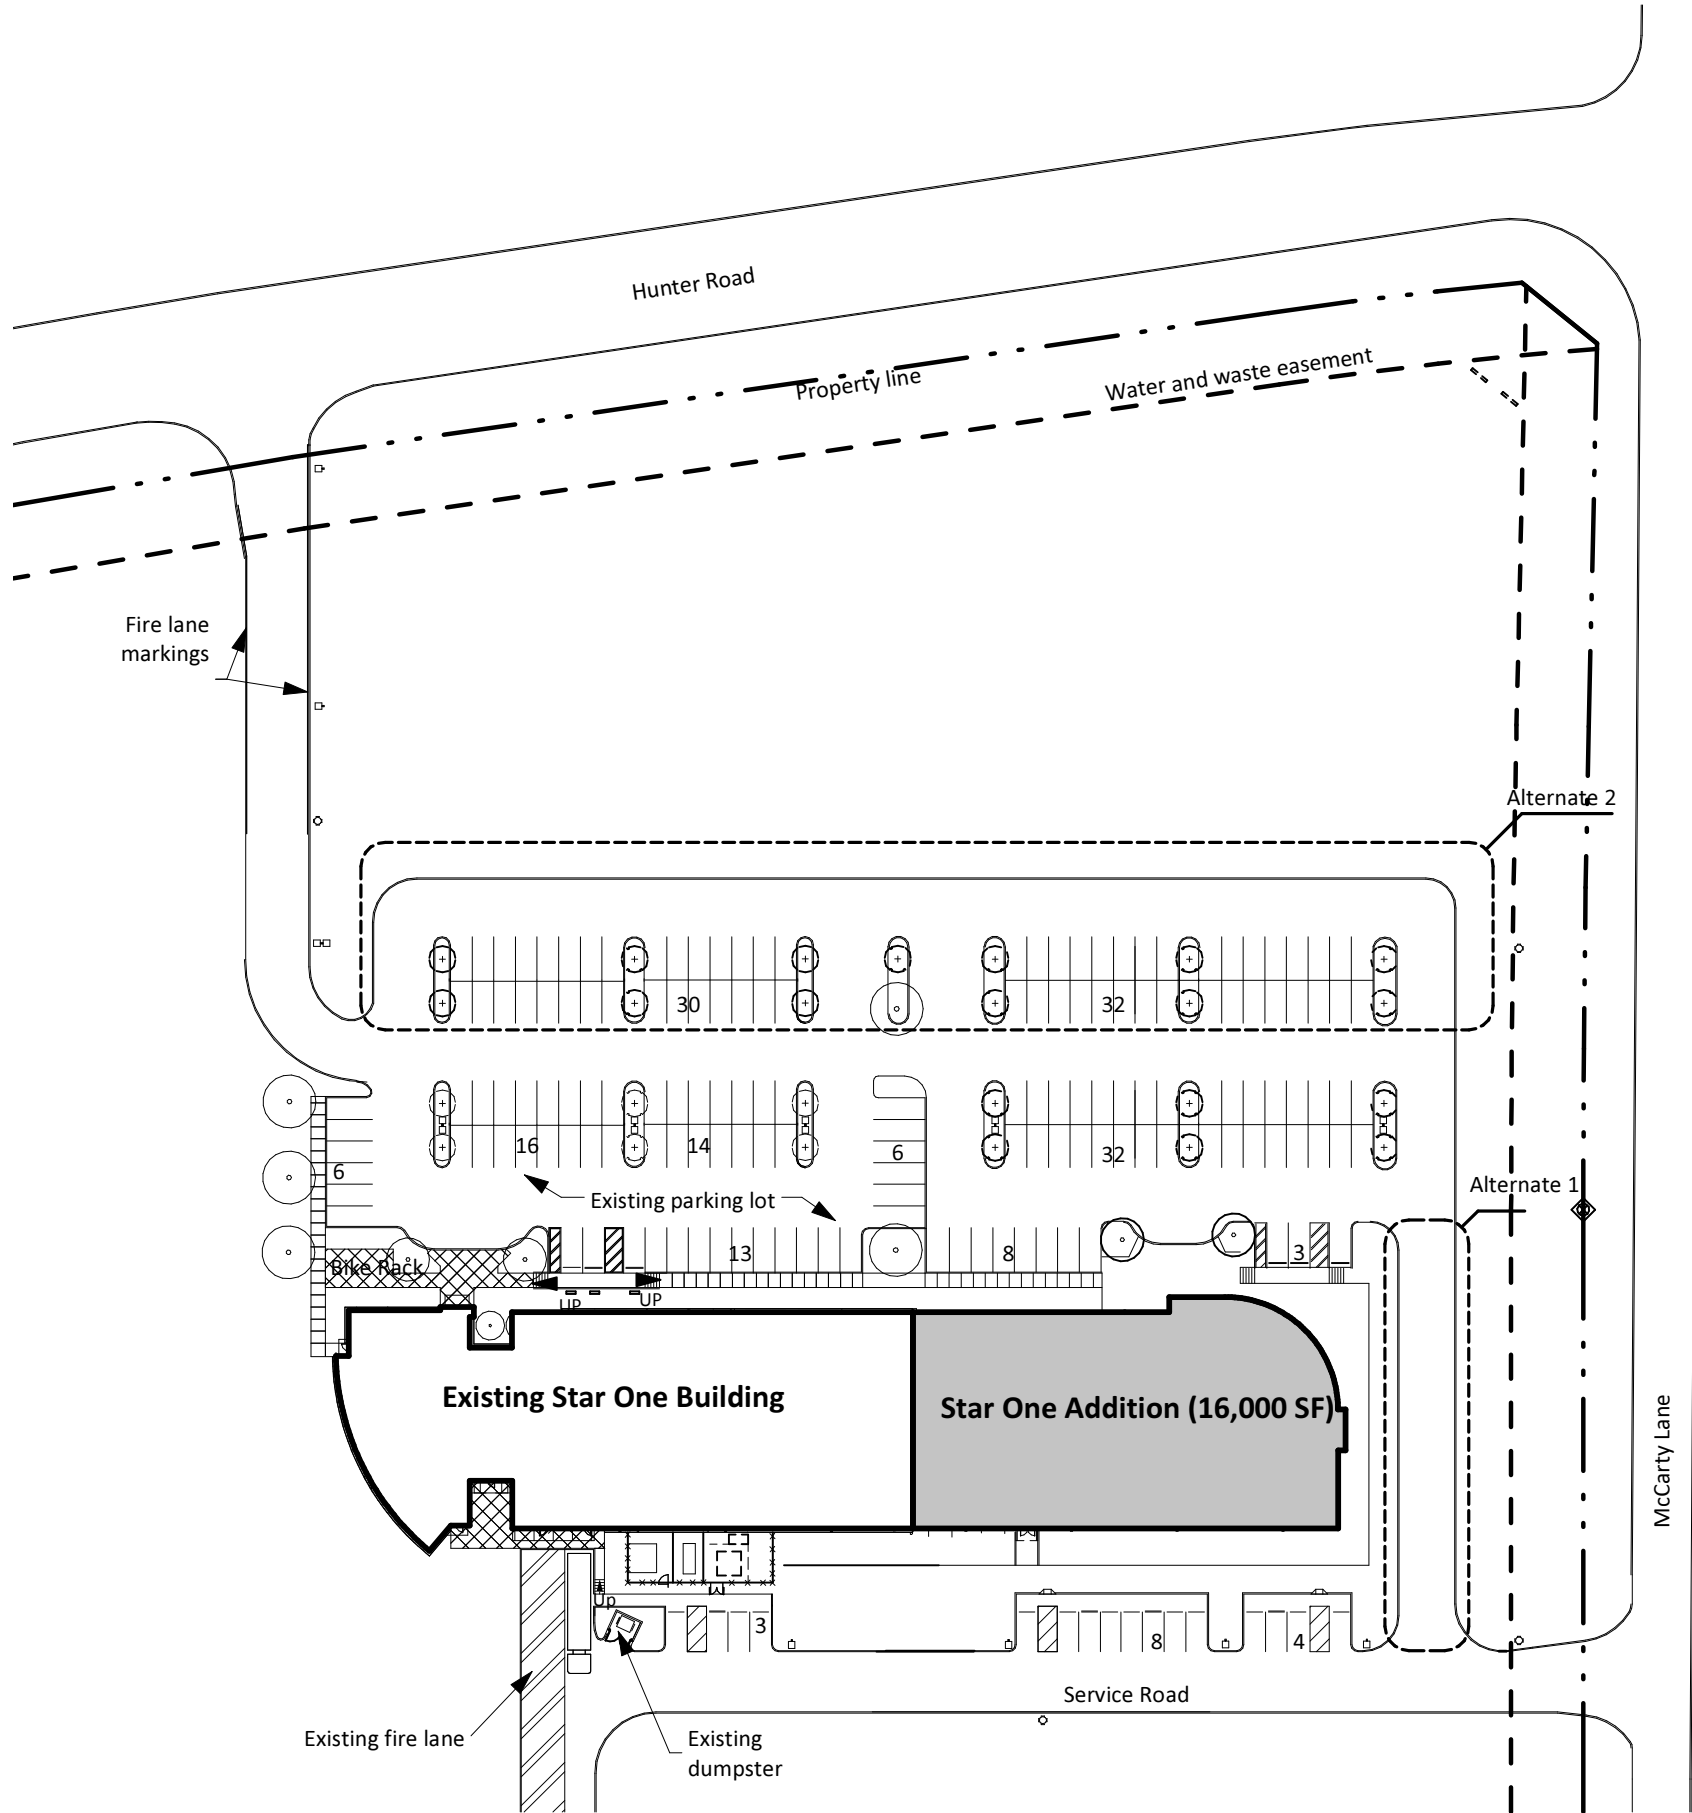 Hunter Road
Property line
Water and waste easement
Fire lane
markings
Alternate 2
30
32
16
14
6
6
32
Alternate 1
Existing parking lot
13
8
3
Bike Rack
UP
UP
Existing Star One Building
Star One Addition (16,000 SF)
McCarty Lane
Up
3
8
4
Service Road
Existing fire lane
Existing
dumpster